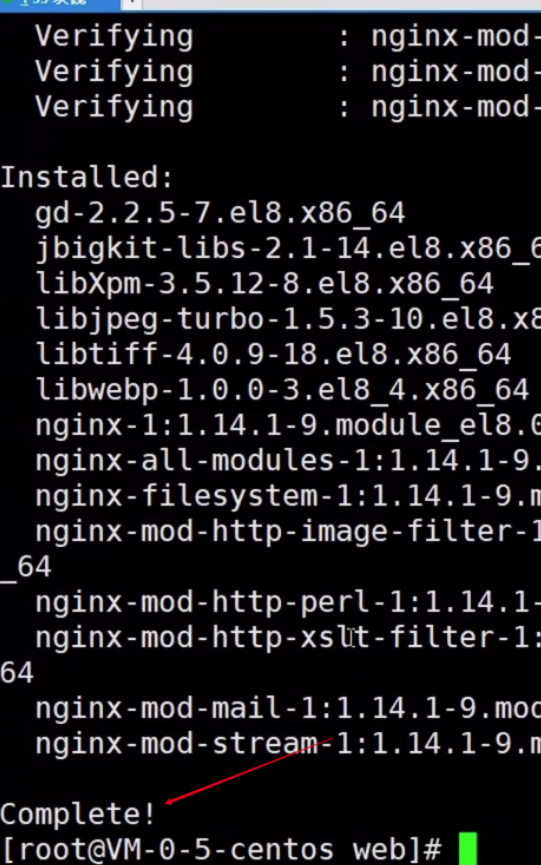 Verifying : nginx-mod-
Verifying : nginx-mod-
Verifying : nginx-mod-
Installed:
gd-2.2.5-7.el8.x86_64
jbigkit-libs-2.1-14.el8.x86_6
libXpm-3.5.12-8.el8.x86_64
libjpeg-turbo-1.5.3-10.el8.x8
libtiff-4.0.9-18.el8.x86_64
libwebp-1.0.0-3.el8_4.x86_64
nginx-1:1.14.1-9.module_el8.0
nginx-all-modules-1:1.14.1-9.
nginx-filesystem-1:1.14.1-9.m
nginx-mod-http-image-filter-1
_64
nginx-mod-http-perl-1:1.14.1-
nginx-mod-http-xslt-filter-1:
64
nginx-mod-mail-1:1.14.1-9.mod
nginx-mod-stream-1:1.14.1-9.m
Complete!
[root@VM-0-5-centos web]#